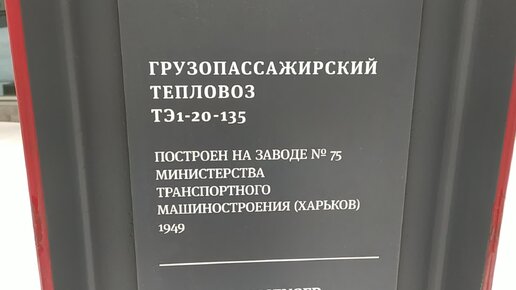 ГРУЗОПАССАЖИРСКИЙ
ТЕПЛОВОЗ
ТЭ1-20-135
ПОСТРОЕН НА ЗАВОДЕ № 75
МИНИСТЕРСТВА
ТРАНСПОРТНОГО
МАШИНОСТРОЕНИЯ (ХАРЬКОВ)
1949